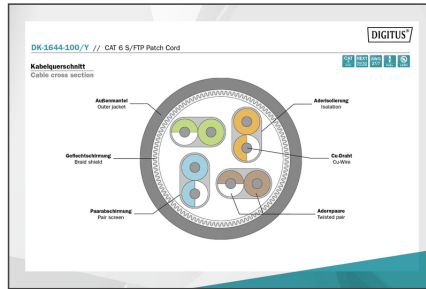 DIGITUS®
DK-1644-100/Y // CAT 6 S/FTP Patch Cord
Kabelquerschnitt
Cable cross section
Außenmantel
Outer jacket
Aderisolierung
Isolation
Geflechtschirmung
Braid shield
Cu-Draht
Cu-Wire
Paarabschirmung
Pair screen
Adernpaare
Twisted pair